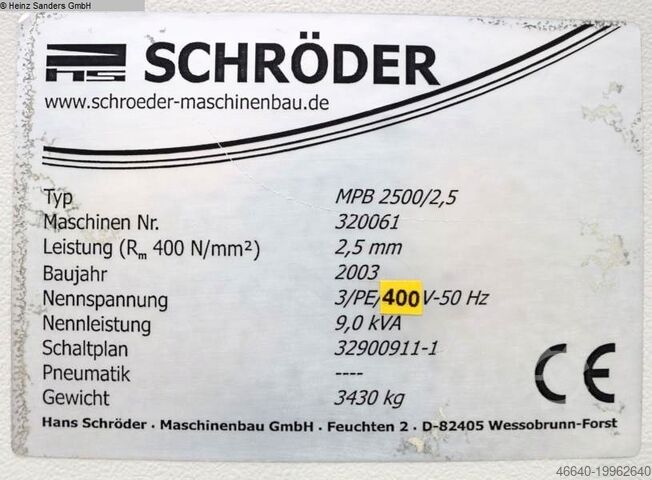 © Heinz Sanders GmbH
HS SCHRÖDER
www.schroeder-maschinenbau.de
Typ MPB 2500/2,5
Maschinen Nr. 320061
Leistung (Rm 400 N/mm²) 2,5 mm
Baujahr 2003
Nennspannung 3/PE/400V-50 Hz
Nennleistung 9,0 kVA
Schaltplan 32900911-1
Pneumatik ----
Gewicht 3430 kg
CE
Hans Schröder · Maschinenbau GmbH · Feuchten 2 · D-82405 Wessobrunn-Forst
46640-19962640